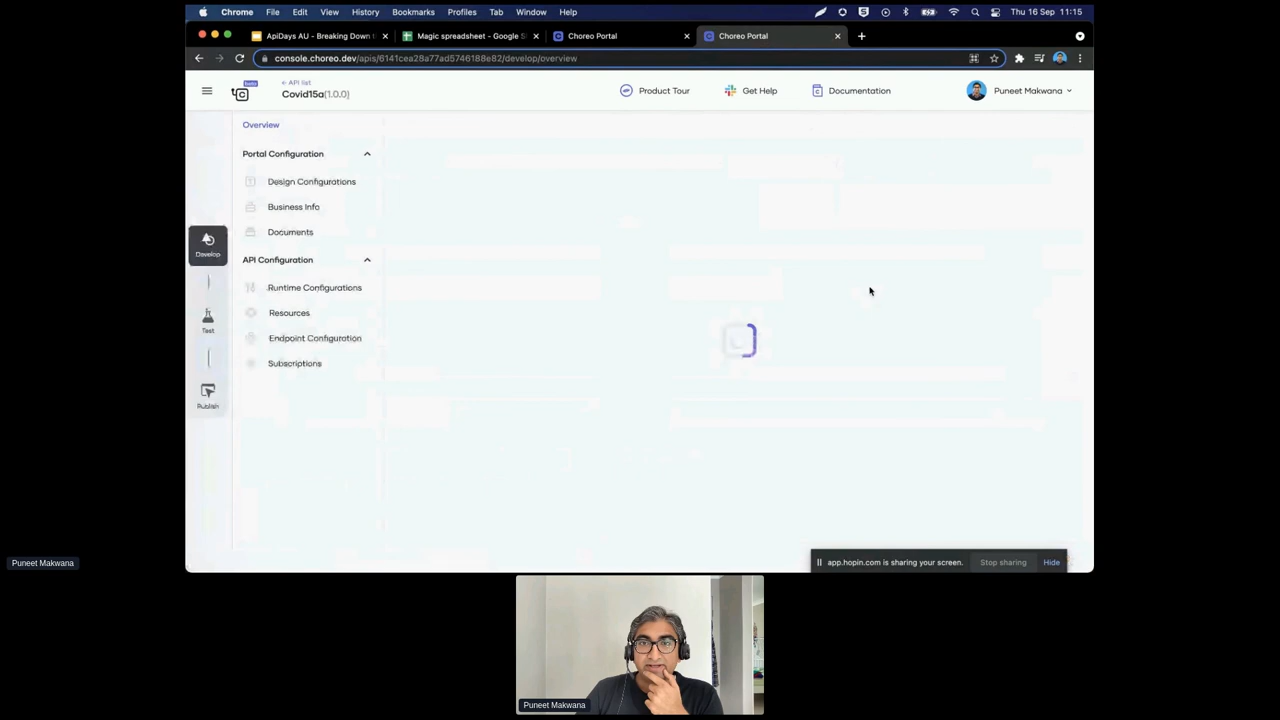 Chrome File Edit View History Bookmarks Profiles Tab Window Help Thu 16 Sep 11:15
ApiDays AU - Breaking Down Magic spreadsheet - Google S Choreo Portal Choreo Portal
console.choreo.dev/apis/6141cea28a77ad5746188e82/develop/overview
beta
API list
Covid15a(1.0.0)
Product Tour Get Help Documentation Puneet Makwana
Overview
Portal Configuration
Design Configurations
Business Info
Documents
Develop
API Configuration
Runtime Configurations
Resources
Test
Endpoint Configuration
Subscriptions
Publish
app.hopin.com is sharing your screen. Stop sharing Hide
Puneet Makwana
Puneet Makwana